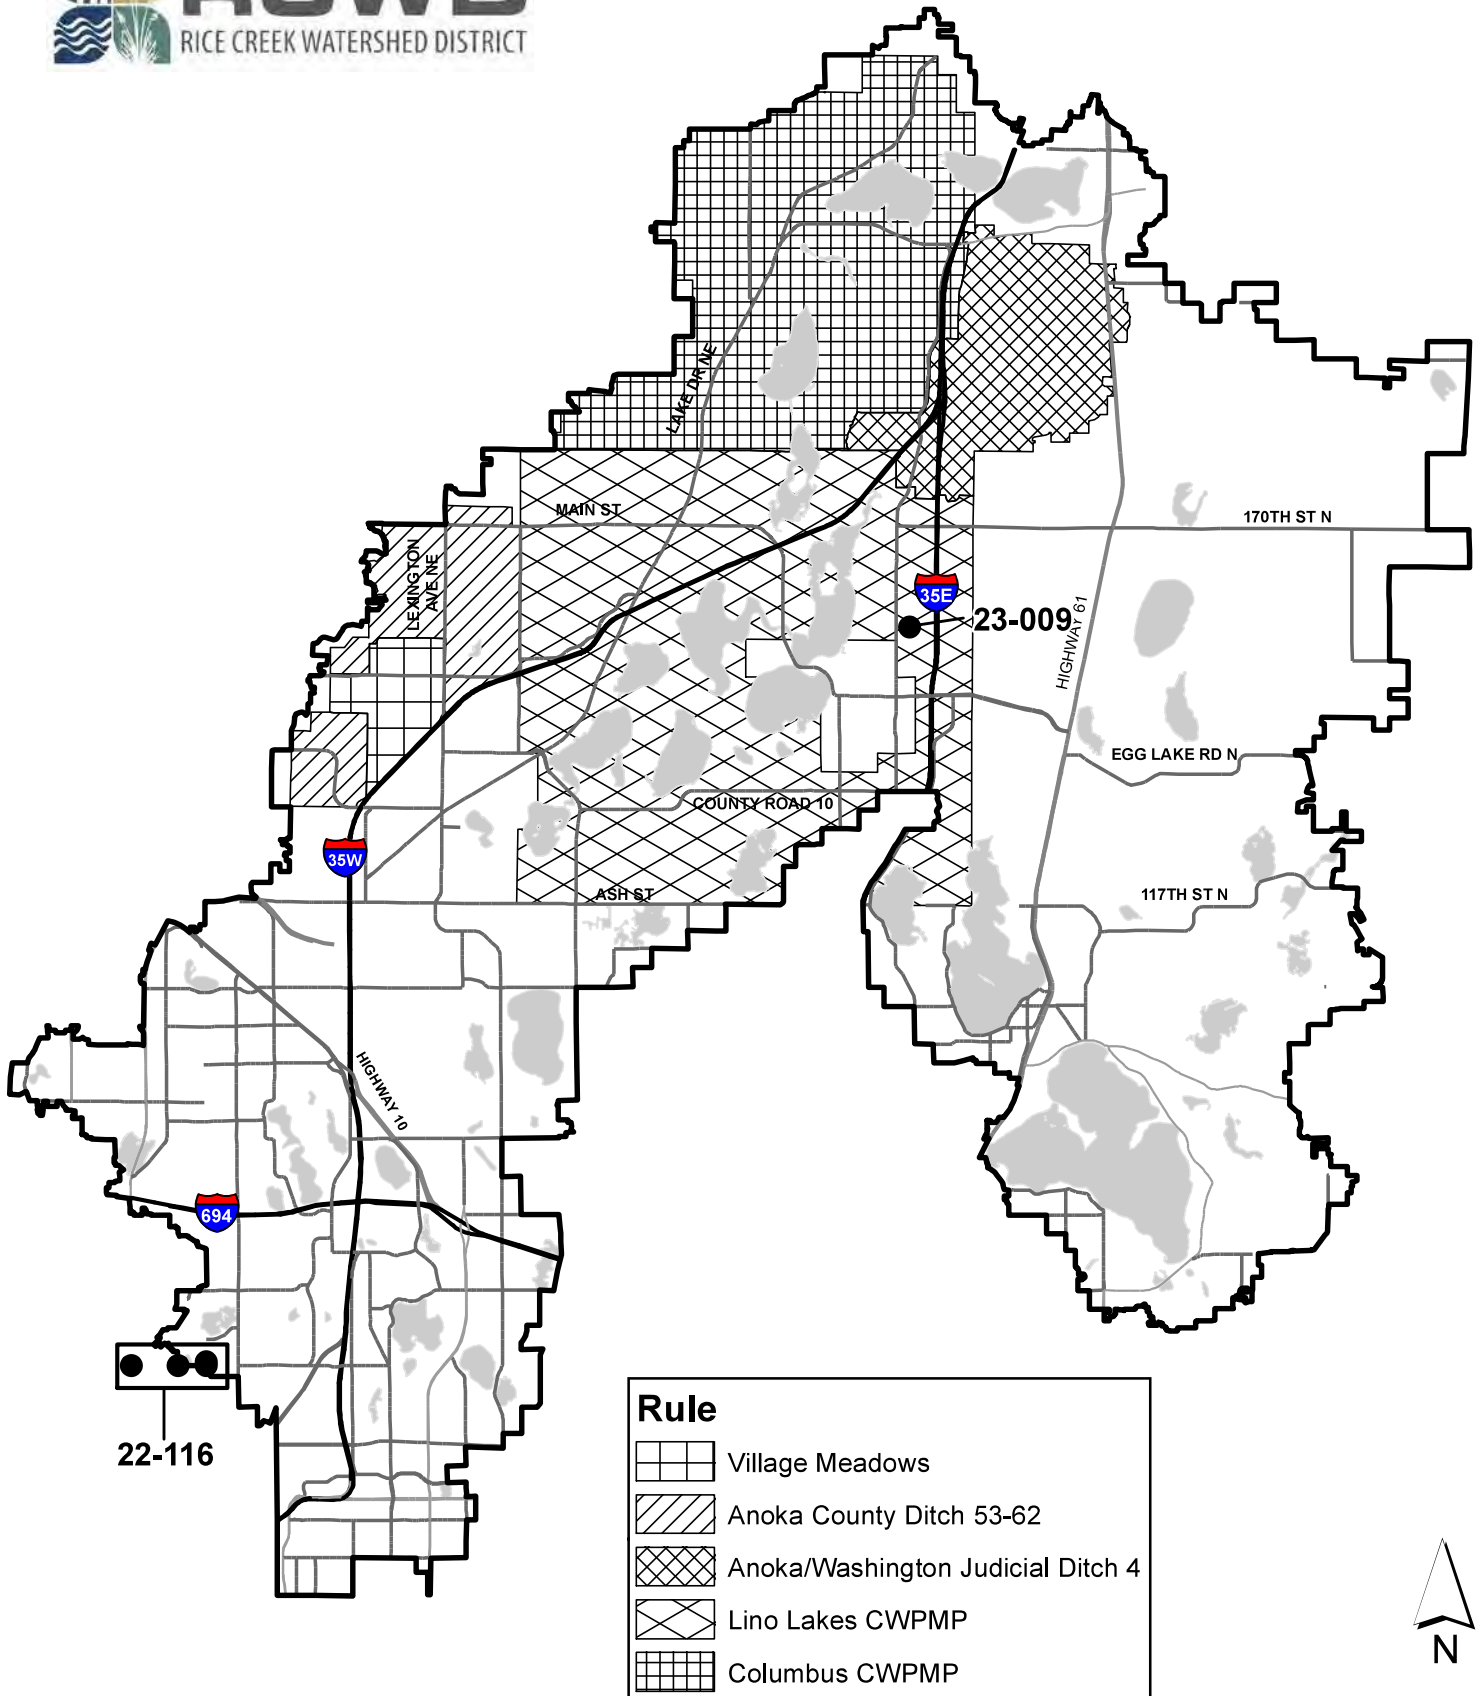 RCWD
RICE CREEK WATERSHED DISTRICT
LAKE DR NE
MAIN ST
170TH ST N
LEXINGTON
AVE NE
35E
23-009
HIGHWAY 61
EGG LAKE RD N
COUNTY ROAD 10
35W
ASH ST
117TH ST N
HIGHWAY 10
694
22-116
Rule
Village Meadows
Anoka County Ditch 53-62
Anoka/Washington Judicial Ditch 4
Lino Lakes CWPMP
Columbus CWPMP
N